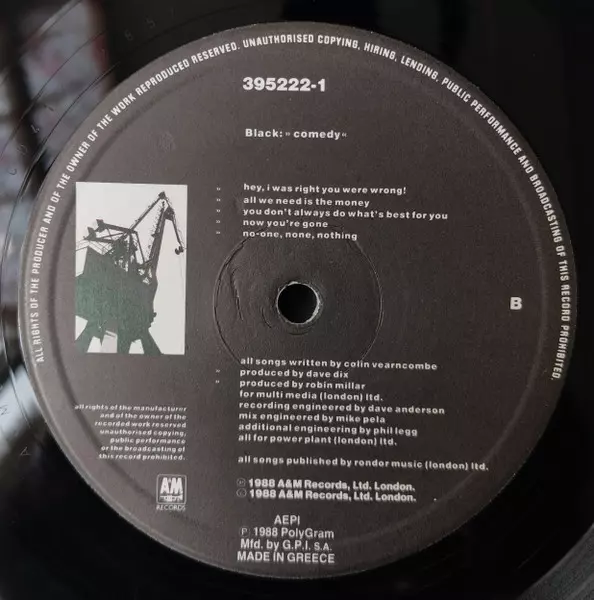 ALL RIGHTS OF THE PRODUCER AND OF THE OWNER OF THE WORK REPRODUCED RESERVED. UNAUTHORISED COPYING, HIRING, LENDING, PUBLIC PERFORMANCE AND BROADCASTING OF THIS RECORD PROHIBITED.
395222-1
Black: » comedy «
" hey, i was right you were wrong!
" all we need is the money
" you don't always do what's best for you
" now you're gone
" no-one, none, nothing
B
all songs written by colin vearncombe
" produced by dave dix
" produced by robin millar
for multi media (london) ltd.
recording engineered by dave anderson
mix engineered by mike pela
additional engineering by phil legg
all for power plant (london) ltd.
all songs published by rondor music (london) ltd.
all rights of the manufacturer
and of the owner of the
recorded work reserved
unauthorised copying,
public performance
or the broadcasting of
this record prohibited.
A&M
RECORDS
℗ 1988 A&M Records, Ltd. London.
© 1988 A&M Records, Ltd. London.
AEPI
℗ 1988 PolyGram
Mfd. by G.P.I. S.A.
MADE IN GREECE